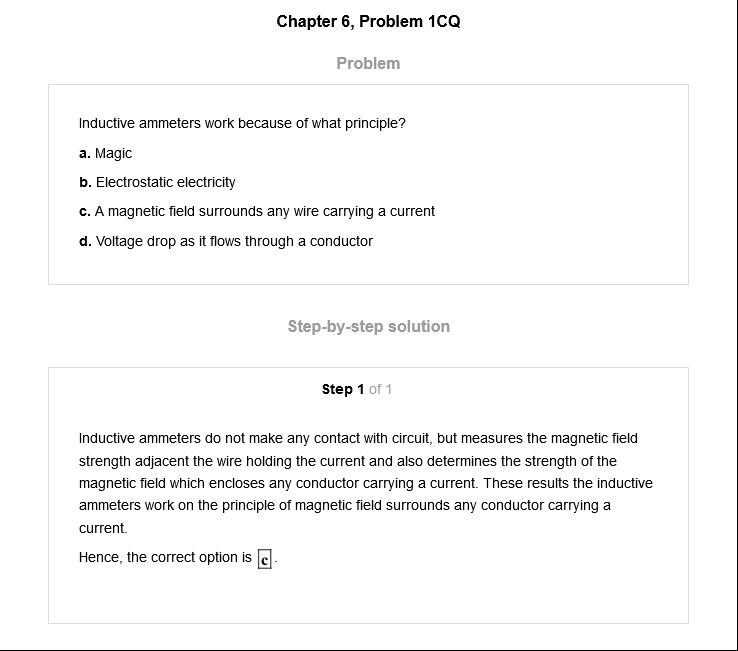 Chapter 6, Problem 1CQ
Problem
Inductive ammeters work because of what principle?
a. Magic
b. Electrostatic electricity
c. A magnetic field surrounds any wire carrying a current
d. Voltage drop as it flows through a conductor
Step-by-step solution
Step 1 of 1
Inductive ammeters do not make any contact with circuit, but measures the magnetic field
strength adjacent the wire holding the current and also determines the strength of the
magnetic field which encloses any conductor carrying a current. These results the inductive
ammeters work on the principle of magnetic field surrounds any conductor carrying a
current.
Hence, the correct option is c.